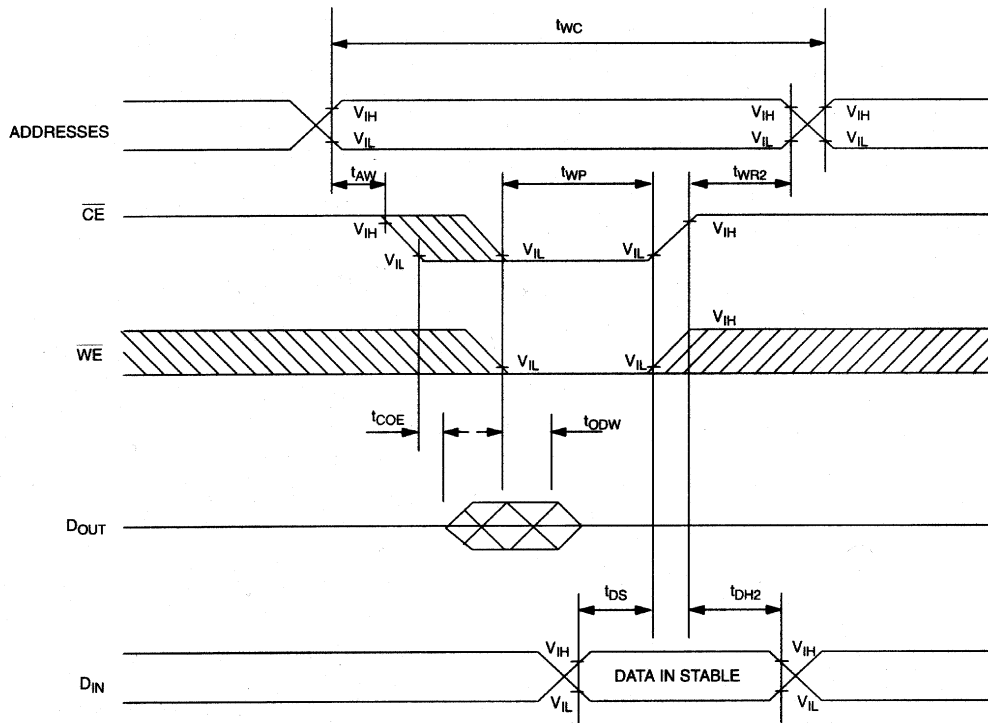 tWC
ADDRESSES
VIH
VIL
VIH
VIL
VIH
VIL
tAW
tWP
tWR2
CE
VIH
VIL
VIL
VIL
VIH
WE
VIL
VIL
VIH
tCOE
tODW
DOUT
tDS
tDH2
DIN
VIH
VIL
DATA IN STABLE
VIH
VIL